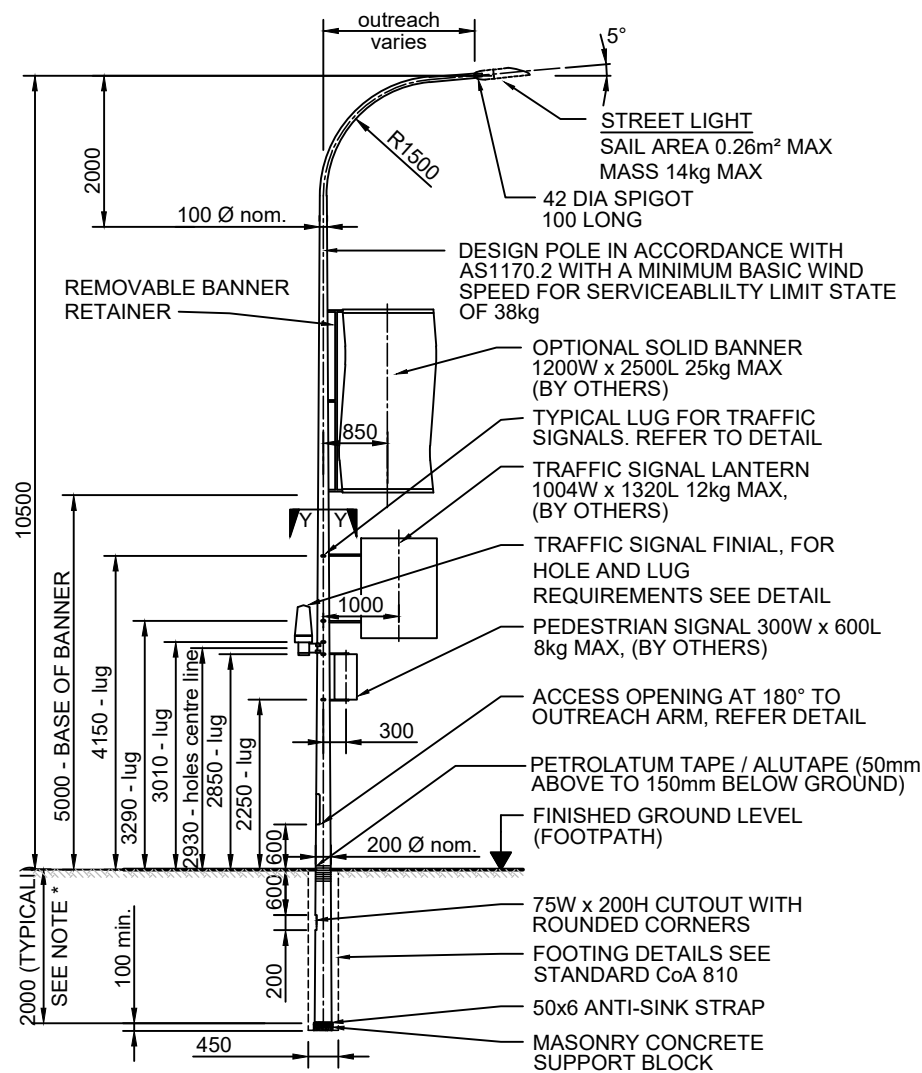 outreach
varies
5°
STREET LIGHT
SAIL AREA 0.26m² MAX
MASS 14kg MAX
R1500
2000
42 DIA SPIGOT
100 LONG
100 Ø nom.
DESIGN POLE IN ACCORDANCE WITH
AS1170.2 WITH A MINIMUM BASIC WIND
SPEED FOR SERVICEABLILTY LIMIT STATE
OF 38kg
REMOVABLE BANNER
RETAINER
OPTIONAL SOLID BANNER
1200W x 2500L 25kg MAX
(BY OTHERS)
850
TYPICAL LUG FOR TRAFFIC
SIGNALS. REFER TO DETAIL
TRAFFIC SIGNAL LANTERN
1004W x 1320L 12kg MAX,
(BY OTHERS)
10500
Y Y
TRAFFIC SIGNAL FINIAL, FOR
HOLE AND LUG
REQUIREMENTS SEE DETAIL
1000
PEDESTRIAN SIGNAL 300W x 600L
8kg MAX, (BY OTHERS)
5000 - BASE OF BANNER
4150 - lug
3290 - lug
3010 - lug
2930 - holes centre line
2850 - lug
2250 - lug
300
ACCESS OPENING AT 180° TO
OUTREACH ARM, REFER DETAIL
PETROLATUM TAPE / ALUTAPE (50mm
ABOVE TO 150mm BELOW GROUND)
600
200 Ø nom.
FINISHED GROUND LEVEL
(FOOTPATH)
600
2000 (TYPICAL)
SEE NOTE *
100 min.
200
75W x 200H CUTOUT WITH
ROUNDED CORNERS
FOOTING DETAILS SEE
STANDARD CoA 810
50x6 ANTI-SINK STRAP
450
MASONRY CONCRETE
SUPPORT BLOCK